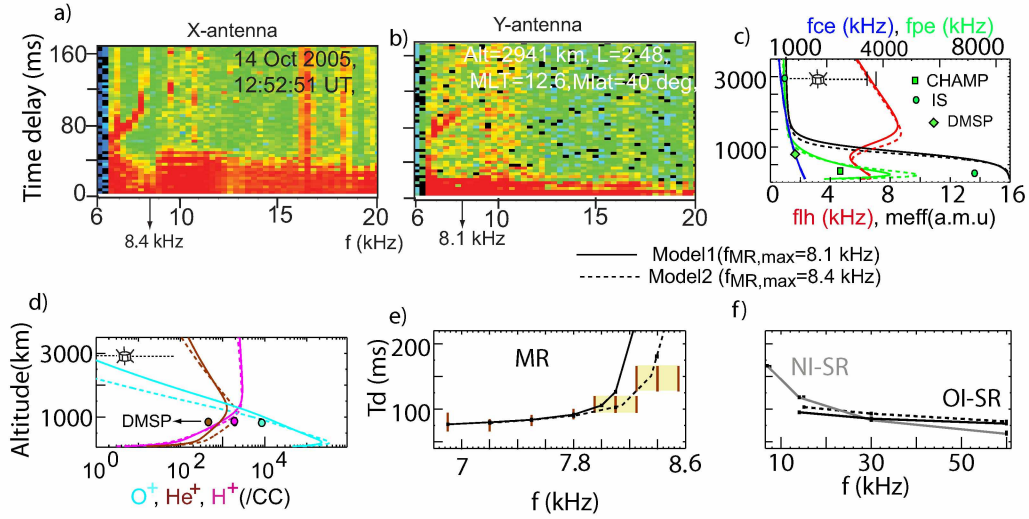 a)
X-antenna
Time delay (ms)
160
120
80
40
0
14 Oct 2005,
12:52:51 UT,
6
10
15
20
8.4 kHz
f (kHz)
b)
Y-antenna
Alt=2941 km, L=2.48,
MLT=12.6,Mlat=40 deg,
6
10
15
20
8.1 kHz
f (kHz)
c)
fce (kHz), fpe (kHz)
1000
4000
8000
3000
1000
CHAMP
IS
DMSP
0
4
8
12
16
flh (kHz), meff(a.m.u)
Model1(fMR,max=8.1 kHz)
Model2 (fMR,max=8.4 kHz)
d)
Altitude(km)
3000
1000
0
DMSP
10^0
10^2
10^4
O+, He+, H+(/CC)
e)
Td (ms)
200
100
MR
7
7.8
8.6
f (kHz)
f)
NI-SR
OI-SR
10
30
50
f (kHz)